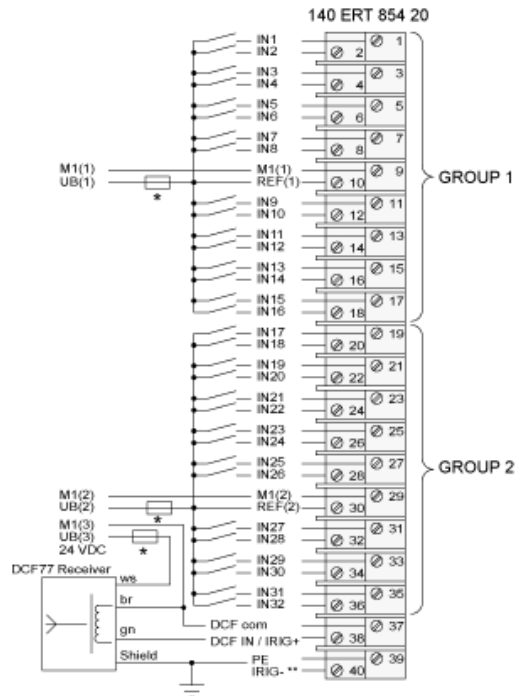 140 ERT 854 20
IN1 1
IN2 2
IN3 3
IN4 4
IN5 5
IN6 6
IN7 7
IN8 8
M1(1) M1(1) 9
UB(1) REF(1) 10
*
GROUP 1
IN9 11
IN10 12
IN11 13
IN12 14
IN13 15
IN14 16
IN15 17
IN16 18
IN17 19
IN18 20
IN19 21
IN20 22
IN21 23
IN22 24
IN23 25
IN24 26
IN25 27
IN26 28
GROUP 2
M1(2) M1(2) 29
UB(2) REF(2) 30
*
M1(3)
UB(3)
24 VDC
*
IN27 31
IN28 32
IN29 33
IN30 34
IN31 35
IN32 36
DCF77 Receiver
ws
br
gn
Shield
DCF com 37
DCF IN / IRIG+ 38
PE 39
IRIG- ** 40